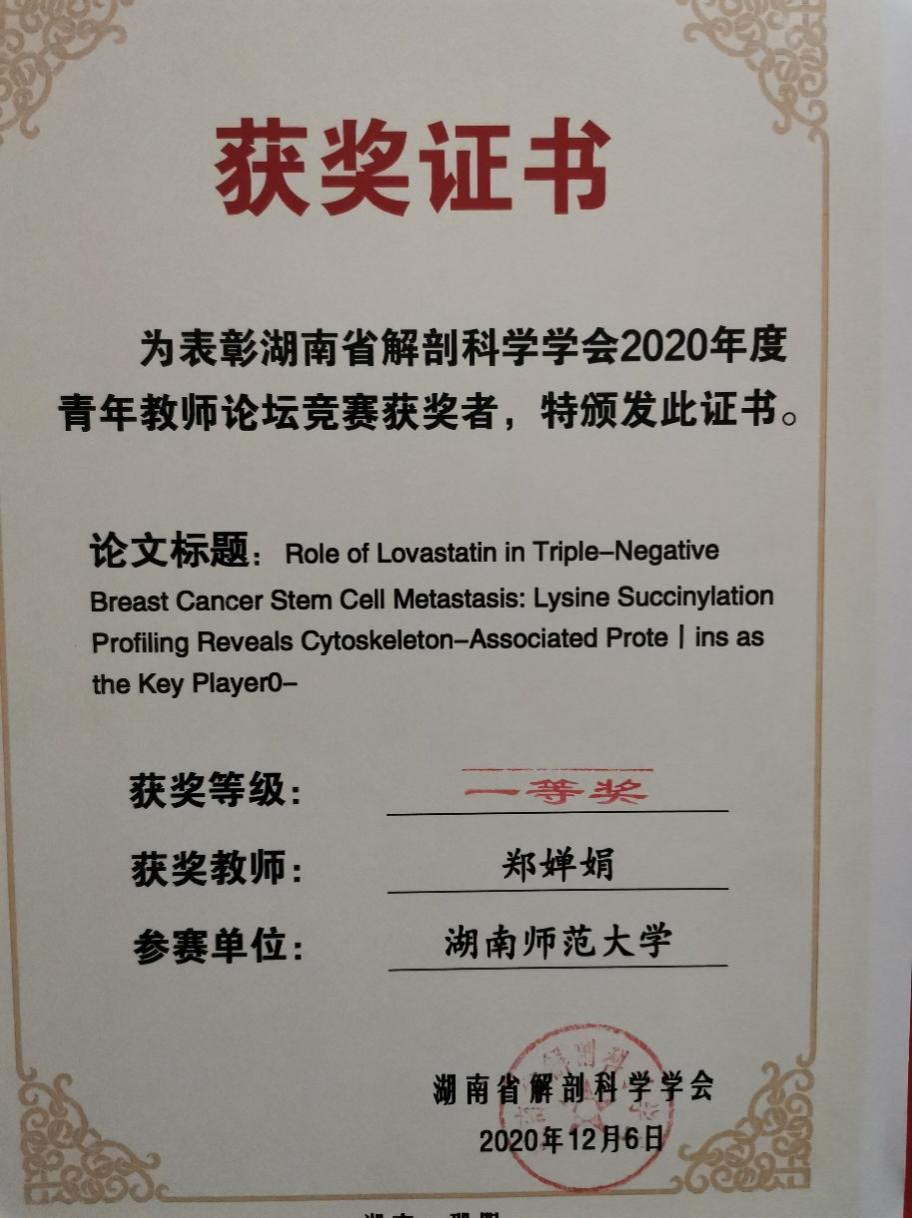 获奖证书
为表彰湖南省解剖科学学会2020年度
青年教师论坛竞赛获奖者，特颁发此证书。
论文标题：Role of Lovastatin in Triple–Negative
Breast Cancer Stem Cell Metastasis: Lysine Succinylation
Profiling Reveals Cytoskeleton–Associated Prote | ins as
the Key Player0–
获奖等级： 一等奖
获奖教师： 郑婵娟
参赛单位： 湖南师范大学
湖南省解剖科学学会
2020年12月6日